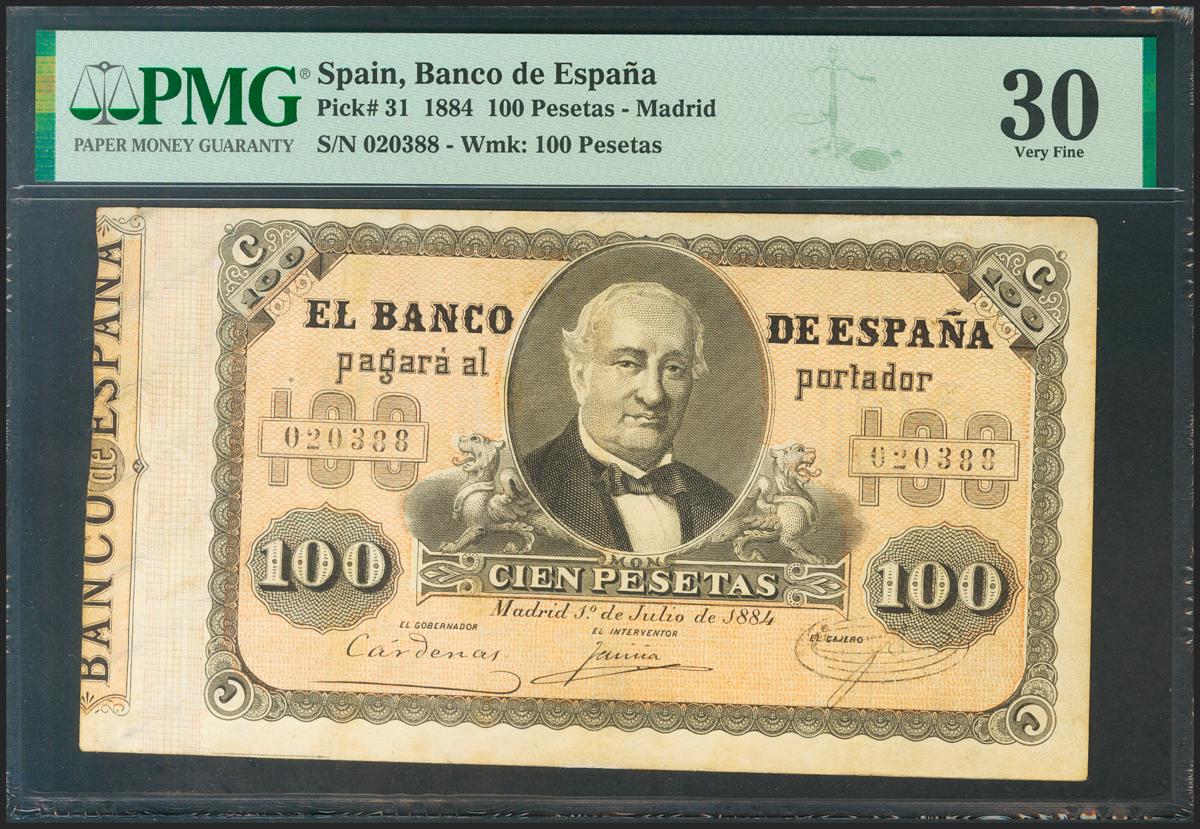 PMG®
PAPER MONEY GUARANTY
Spain, Banco de España
Pick# 31 1884 100 Pesetas - Madrid
S/N 020388 - Wmk: 100 Pesetas
30
Very Fine
BANCO de ESPAÑA
C 100
100 C
EL BANCO DE ESPAÑA
pagará al portador
100 100
020388 020388
100 100
MON
CIEN PESETAS
Madrid 1.º de Julio de 1884
EL GOBERNADOR
EL INTERVENTOR
EL CAJERO
Cárdenas
C C